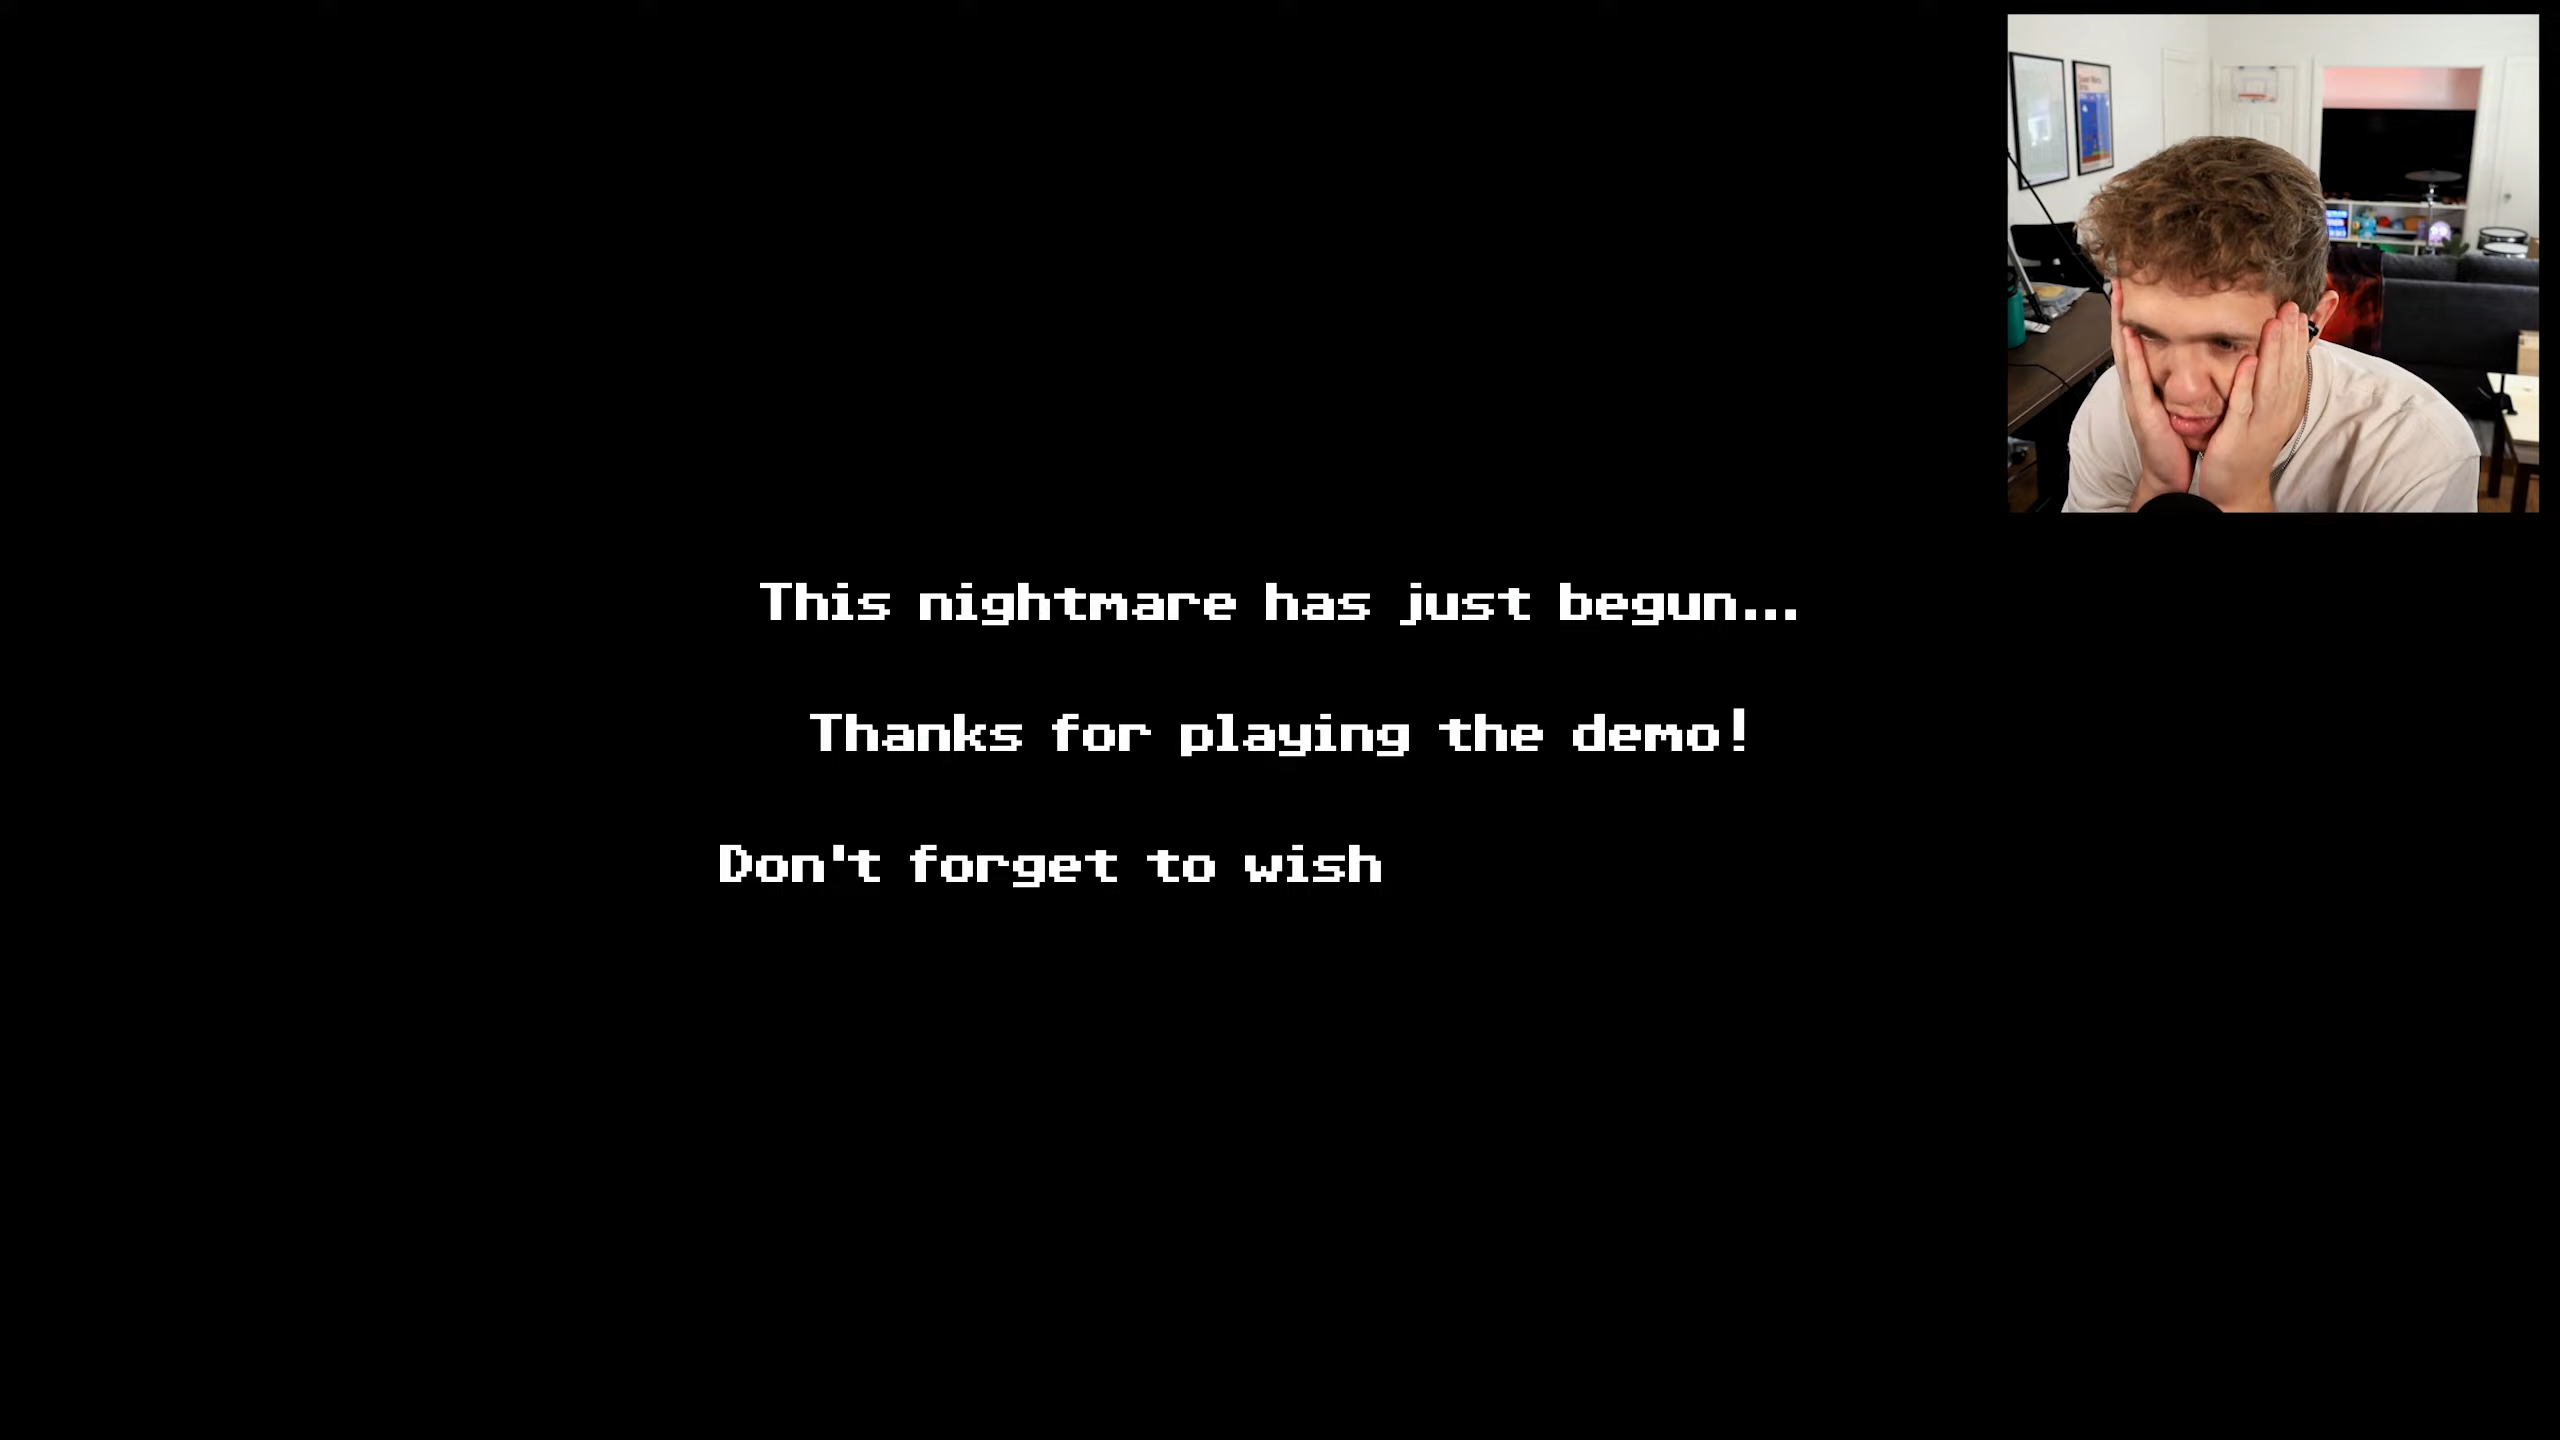 This nightmare has just begun...
Thanks for playing the demo!
Don't forget to wish